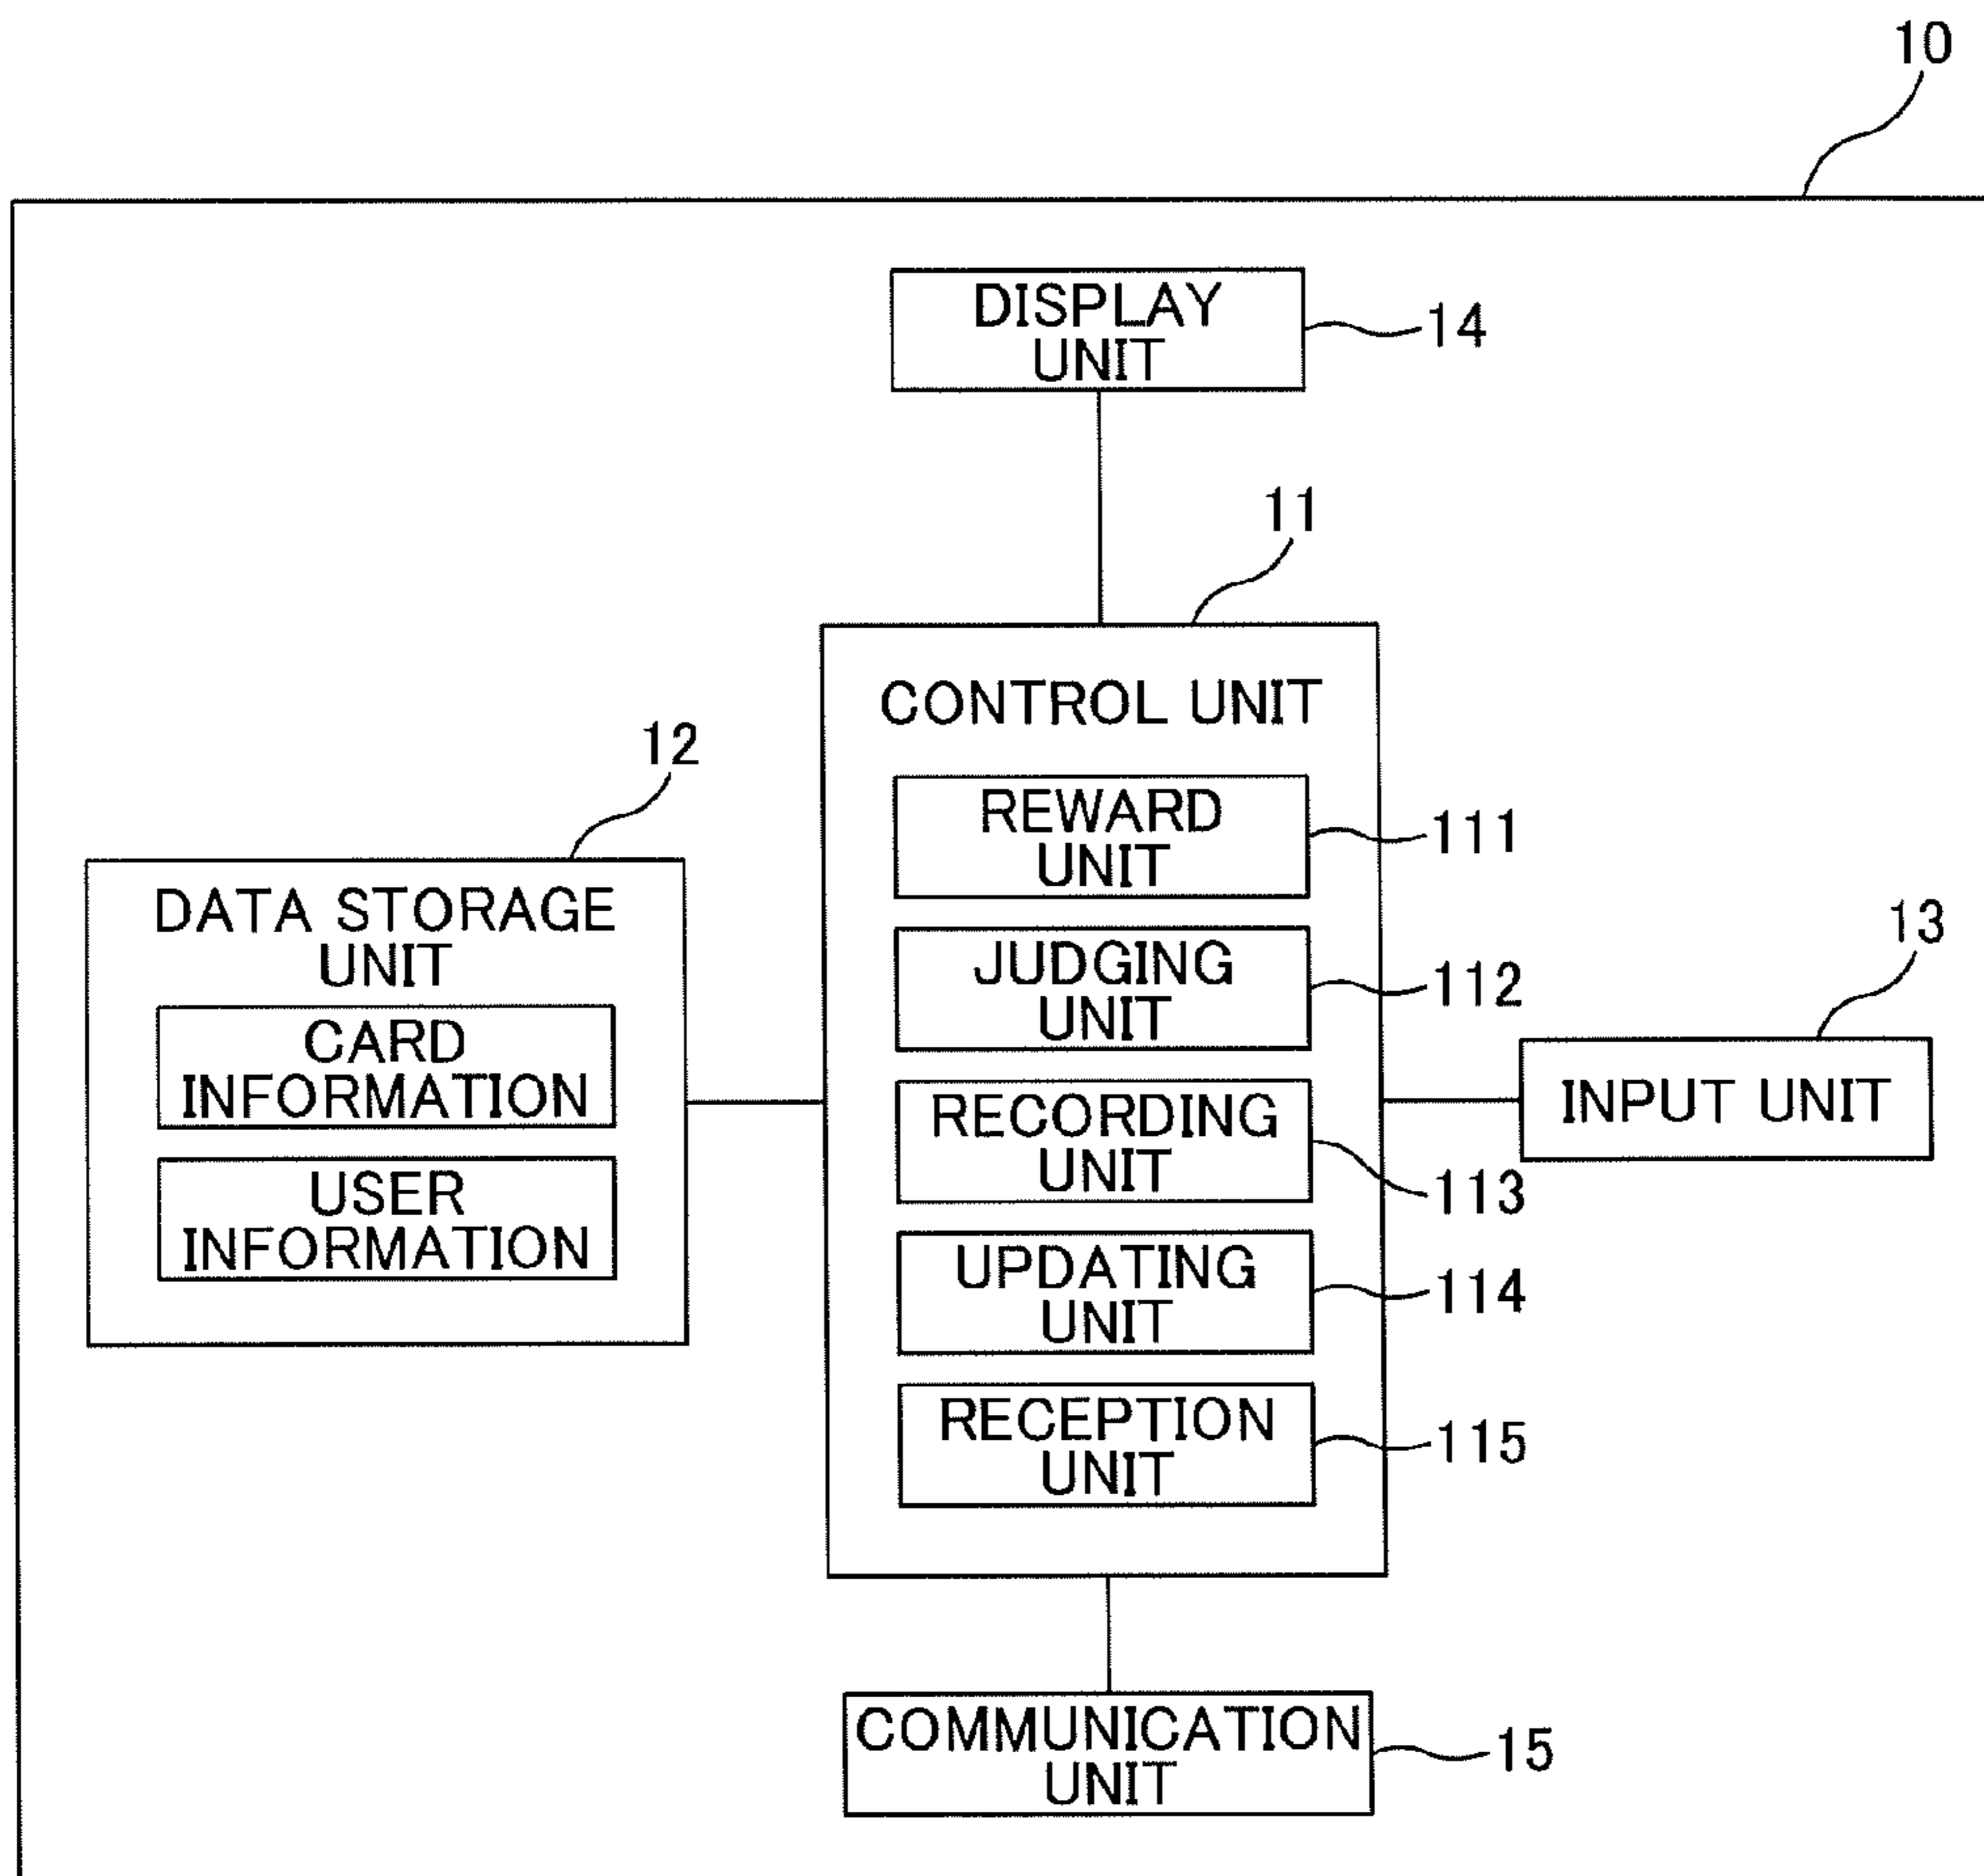 10
DISPLAY
UNIT
14
11
CONTROL UNIT
12
REWARD
UNIT
111
DATA STORAGE
UNIT
JUDGING
UNIT
112
13
CARD
INFORMATION
RECORDING
UNIT
113
INPUT UNIT
USER
INFORMATION
UPDATING
UNIT
114
RECEPTION
UNIT
115
COMMUNICATION
UNIT
15